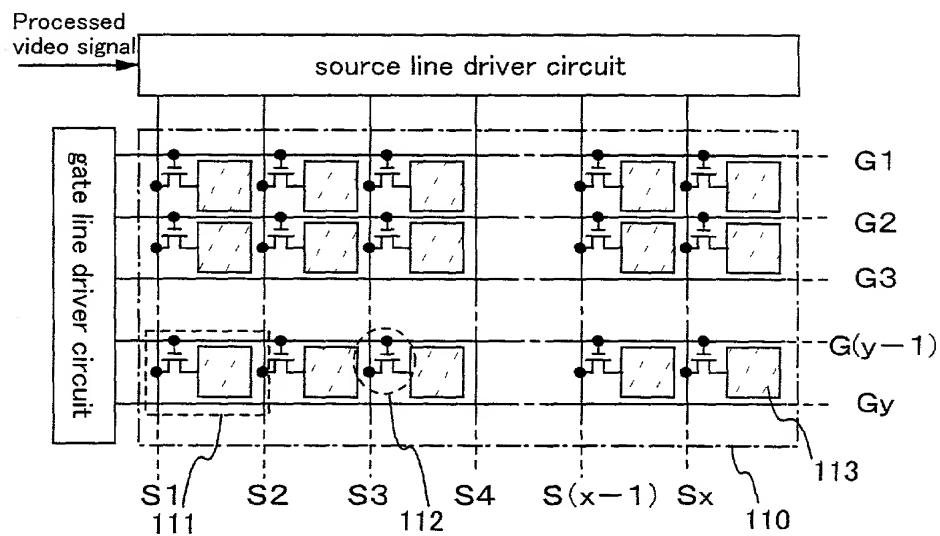 Processed
video signal
source line driver circuit
gate line driver circuit
G1
G2
G3
G(y-1)
Gy
S1
S2
S3
S4
S(x-1)
Sx
111
112
110
113